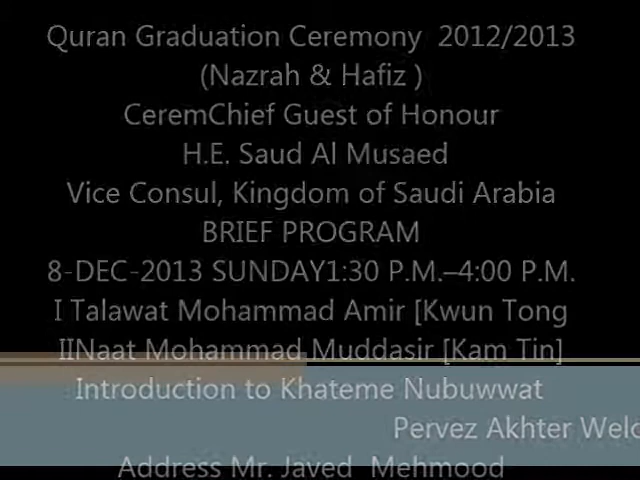 Quran Graduation Ceremony 2012/2013
(Nazrah & Hafiz )
CeremChief Guest of Honour
H.E. Saud Al Musaed
Vice Consul, Kingdom of Saudi Arabia
BRIEF PROGRAM
8-DEC-2013 SUNDAY1:30 P.M.–4:00 P.M.
I Talawat Mohammad Amir [Kwun Tong
IINaat Mohammad Muddasir [Kam Tin]
Introduction to Khateme Nubuwwat
Pervez Akhter Welc
Address Mr. Javed Mehmood